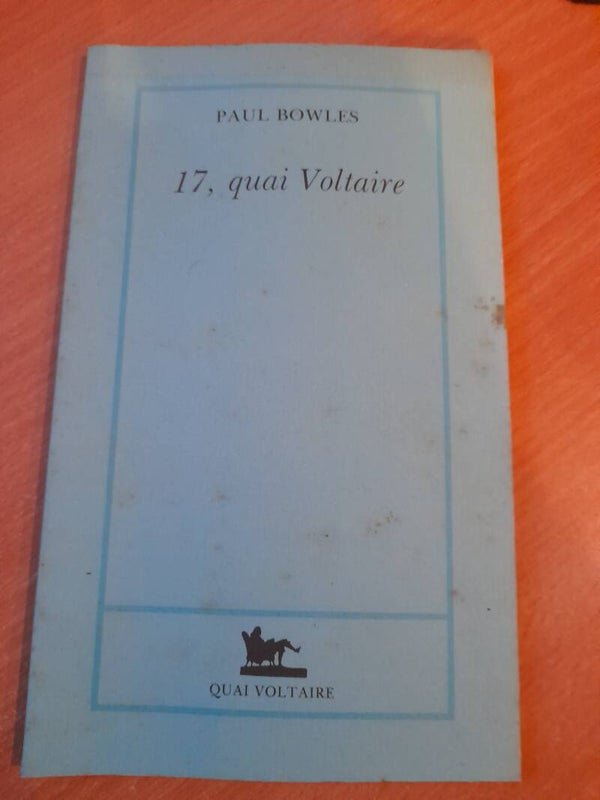 PAUL BOWLES
17, quai Voltaire
QUAI VOLTAIRE